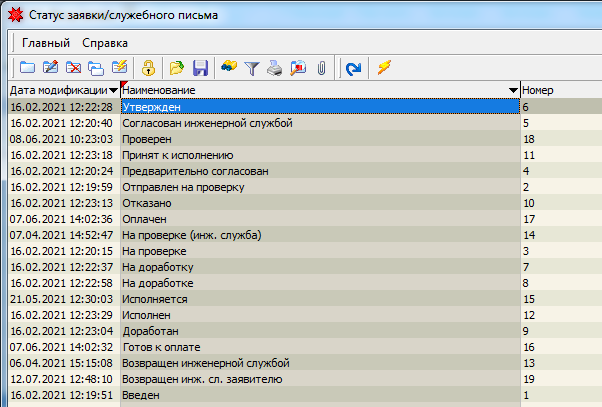 Статус заявки/служебного письма
Главный Справка
Дата модификации Наименование Номер
16.02.2021 12:22:28 Утвержден 6
16.02.2021 12:20:40 Согласован инженерной службой 5
08.06.2021 10:23:03 Проверен 18
16.02.2021 12:23:18 Принят к исполнению 11
16.02.2021 12:20:24 Предварительно согласован 4
16.02.2021 12:19:59 Отправлен на проверку 2
16.02.2021 12:23:13 Отказано 10
07.06.2021 14:02:36 Оплачен 17
07.04.2021 14:52:47 На проверке (инж. служба) 14
16.02.2021 12:20:15 На проверке 3
16.02.2021 12:22:37 На доработку 7
16.02.2021 12:22:58 На доработке 8
21.05.2021 12:30:03 Исполняется 15
16.02.2021 12:23:29 Исполнен 12
16.02.2021 12:23:04 Доработан 9
07.06.2021 14:02:32 Готов к оплате 16
06.04.2021 15:15:08 Возвращен инженерной службой 13
12.07.2021 12:48:10 Возвращен инж. сл. заявителю 19
16.02.2021 12:19:51 Введен 1